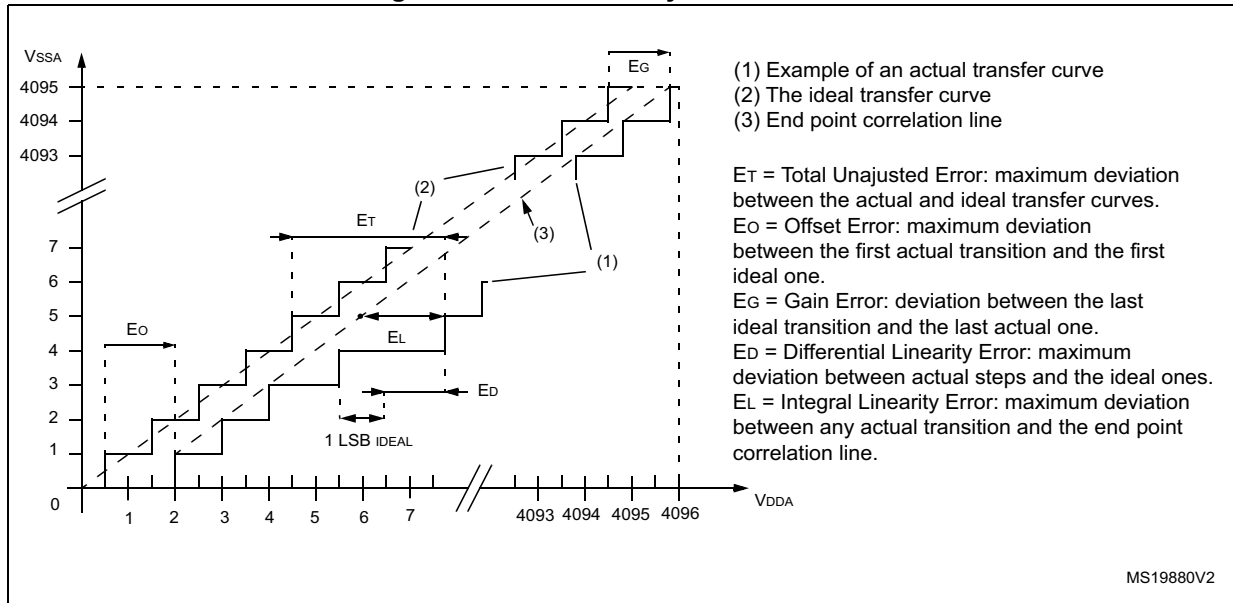 VSSA
EG
4095
4094
4093
(1) Example of an actual transfer curve
(2) The ideal transfer curve
(3) End point correlation line
ET = Total Unajusted Error: maximum deviation
between the actual and ideal transfer curves.
EO = Offset Error: maximum deviation
between the first actual transition and the first
ideal one.
EG = Gain Error: deviation between the last
ideal transition and the last actual one.
ED = Differential Linearity Error: maximum
deviation between actual steps and the ideal ones.
EL = Integral Linearity Error: maximum deviation
between any actual transition and the end point
correlation line.
(2)
ET
(3)
(1)
7
6
5
4
3
2
1
0
EO
EL
ED
1 LSB IDEAL
1 2 3 4 5 6 7 4093 4094 4095 4096
VDDA
MS19880V2